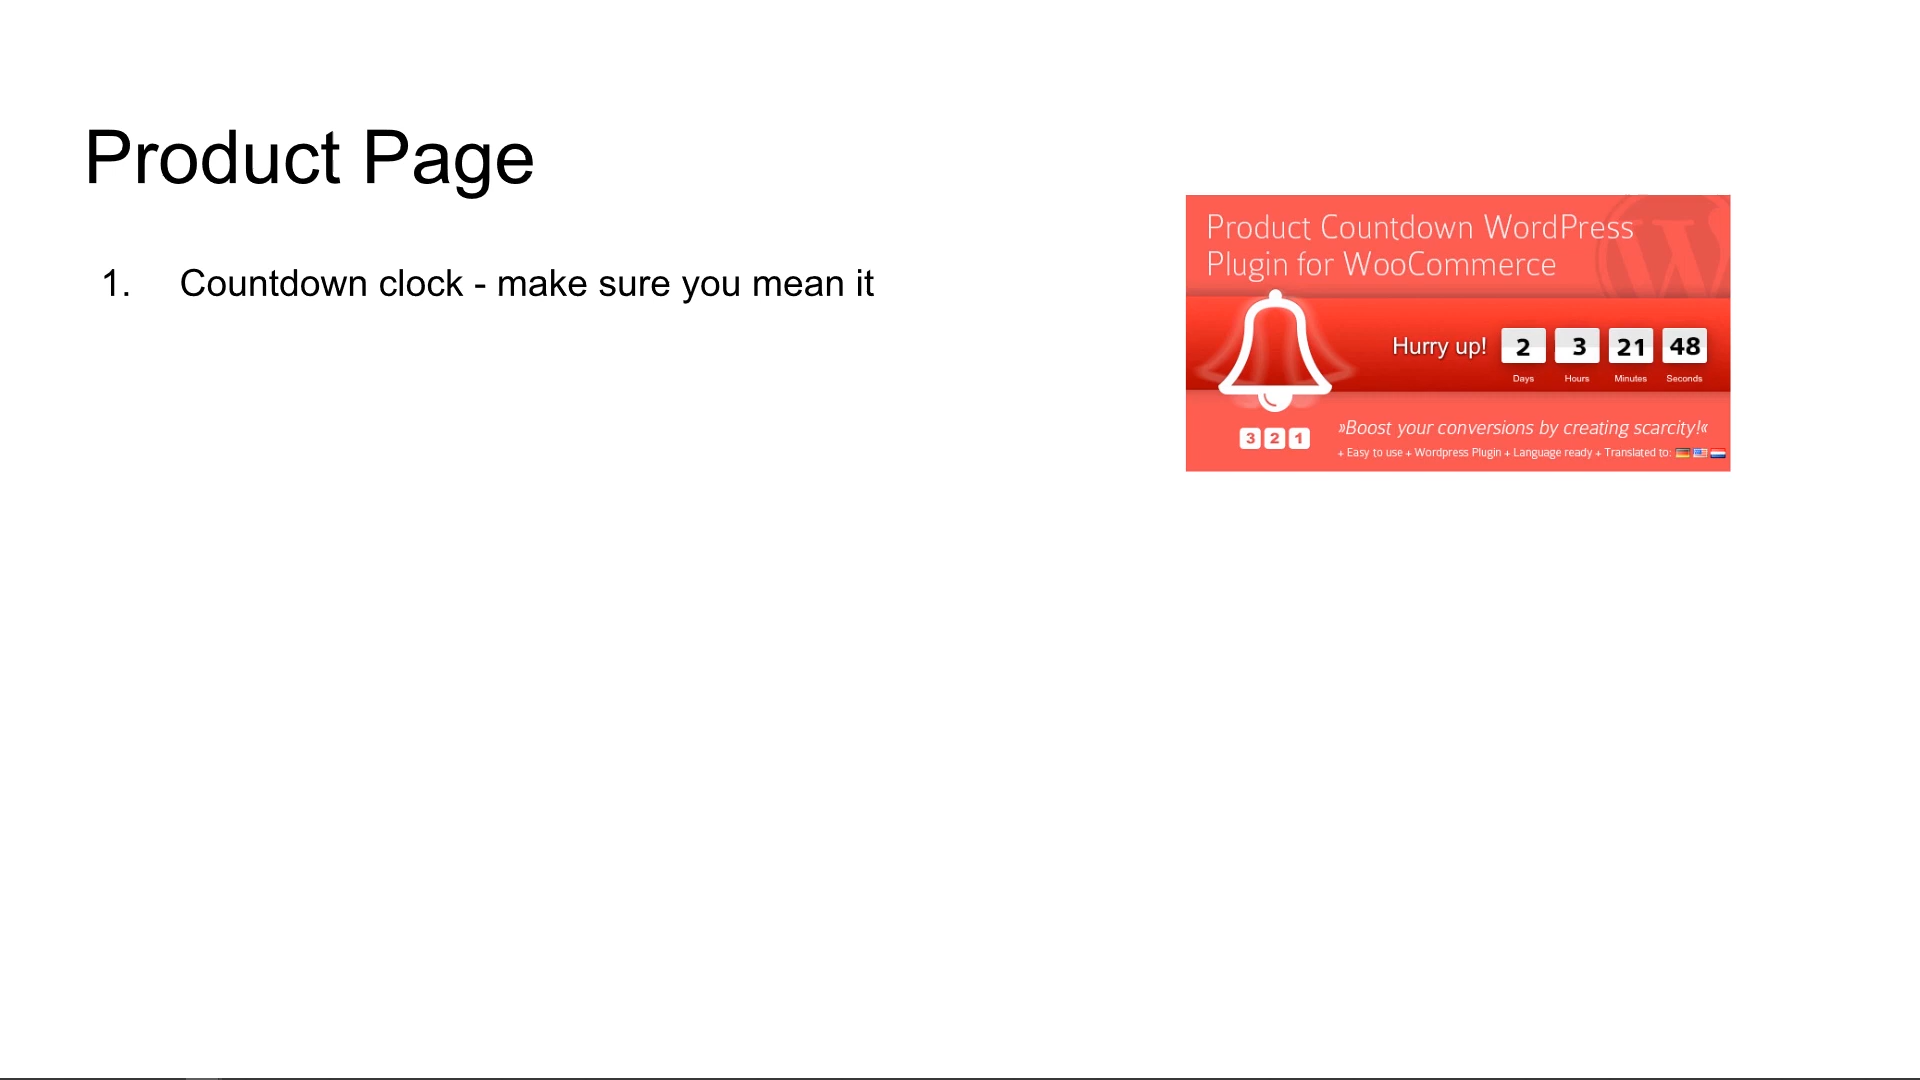 Product Page
1. Countdown clock - make sure you mean it
Product Countdown WordPress
Plugin for WooCommerce
Hurry up! 2 3 21 48
Days Hours Minutes Seconds
»Boost your conversions by creating scarcity!«
3 2 1
+ Easy to use + Wordpress Plugin + Language ready + Translated to: